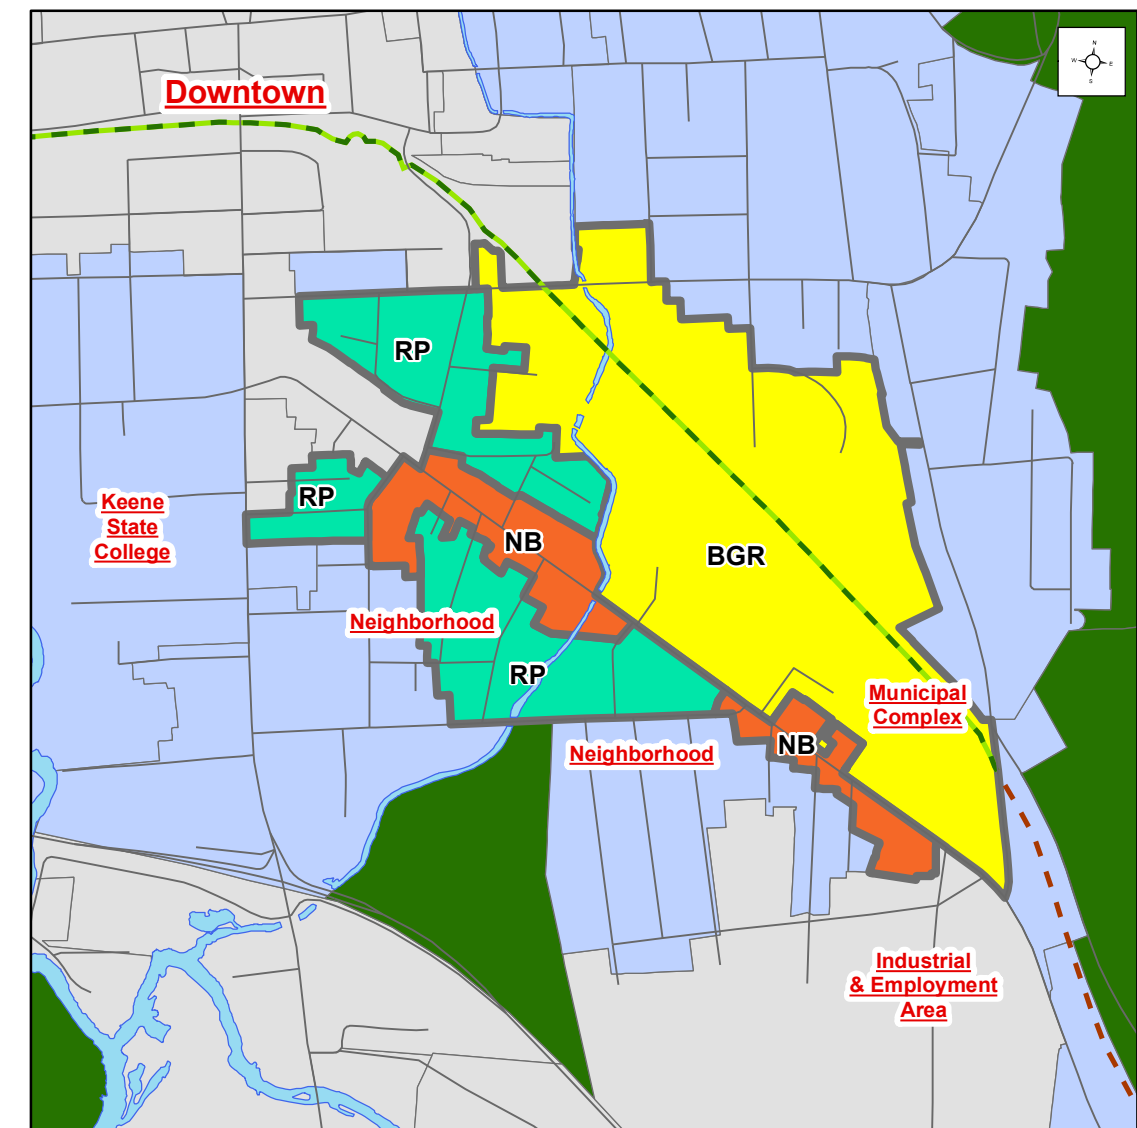 N
W E
S
Downtown
RP
RP
Keene
State
College
NB
BGR
Neighborhood
RP
Municipal
Complex
NB
Neighborhood
Industrial
& Employment
Area